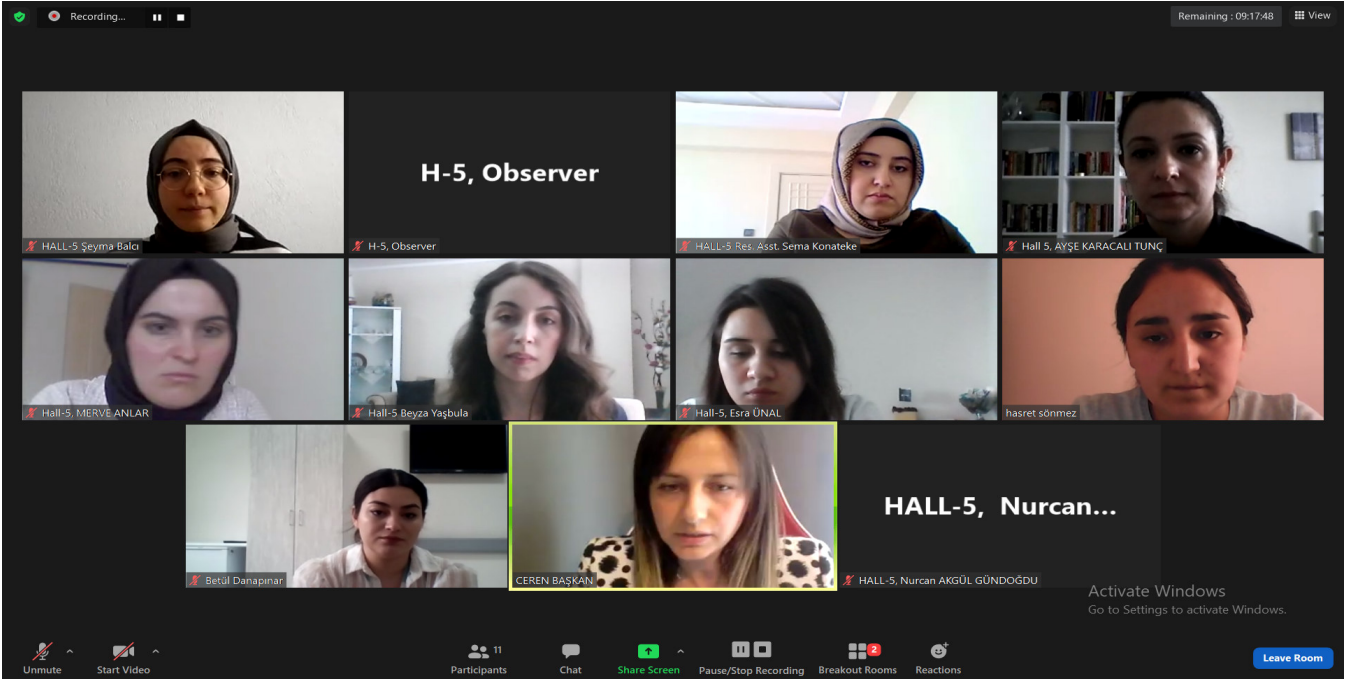 Recording...
Remaining : 09:17:48
View
H-5, Observer
HALL-5 Şeyma Balcı
H-5, Observer
HALL-5 Res. Asst. Sema Konateke
Hall 5, AYŞE KARACALI TUNÇ
Hall-5, MERVE ANLAR
Hall-5 Beyza Yaşbula
Hall-5, Esra ÜNAL
hasret sönmez
HALL-5, Nurcan...
Betül Danapınar
CEREN BAŞKAN
HALL-5, Nurcan AKGÜL GÜNDOĞDU
Activate Windows
Go to Settings to activate Windows.
Unmute
Start Video
11
Participants
Chat
Share Screen
Pause/Stop Recording
2
Breakout Rooms
Reactions
Leave Room